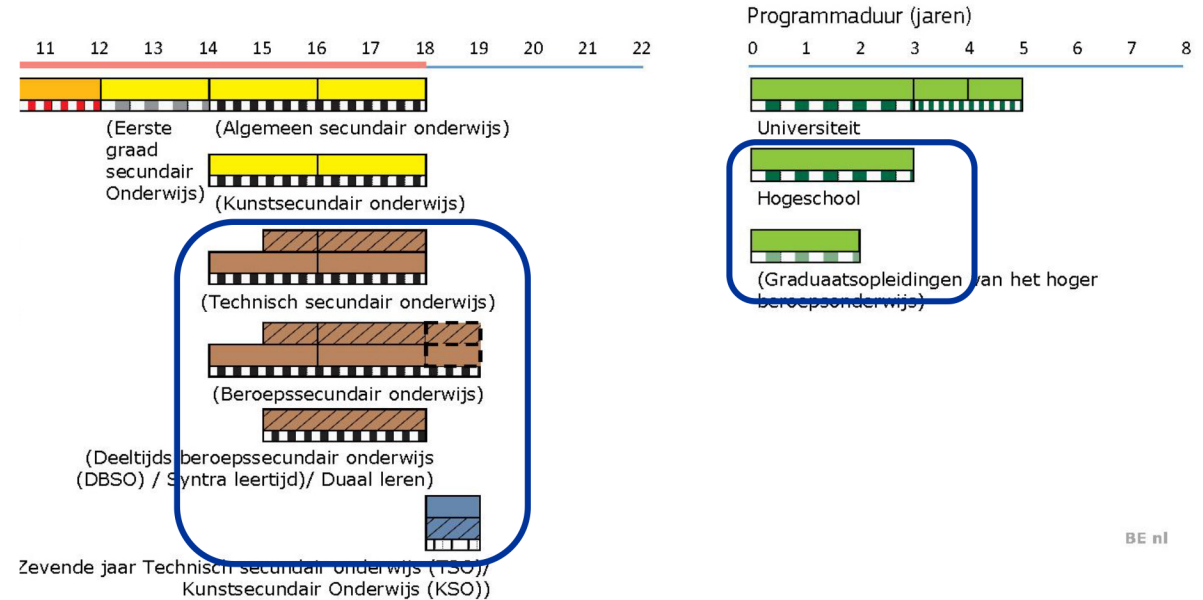 Programmaduur (jaren)
11 12 13 14 15 16 17 18 19 20 21 22
0 1 2 3 4 5 6 7 8
(Eerste
graad
secundair
Onderwijs)
(Algemeen secundair onderwijs)
(Kunstsecundair onderwijs)
(Technisch secundair onderwijs)
(Beroepssecundair onderwijs)
(Deeltijds beroepssecundair onderwijs
(DBSO) / Syntra leertijd)/ Duaal leren)
Zevende jaar Technisch secundair onderwijs (TSO)/
Kunstsecundair Onderwijs (KSO))
Universiteit
Hogeschool
(Graduaatsopleidingen van het hoger
beroepsonderwijs)
BE nl